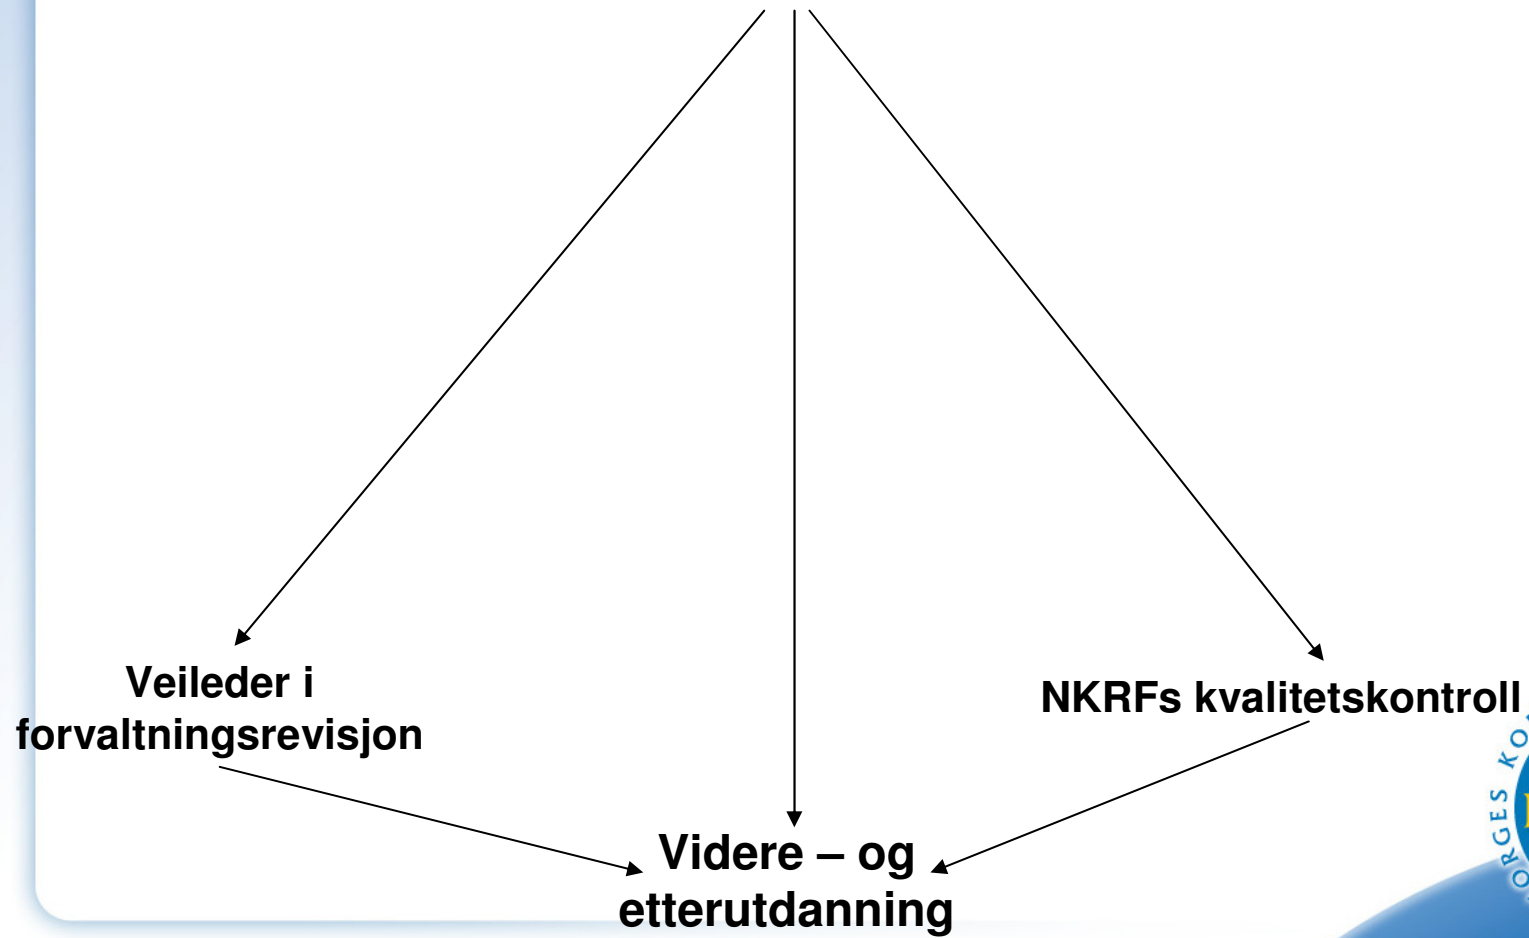 Veileder i
forvaltningsrevisjon
NKRFs kvalitetskontroll
Videre – og
etterutdanning